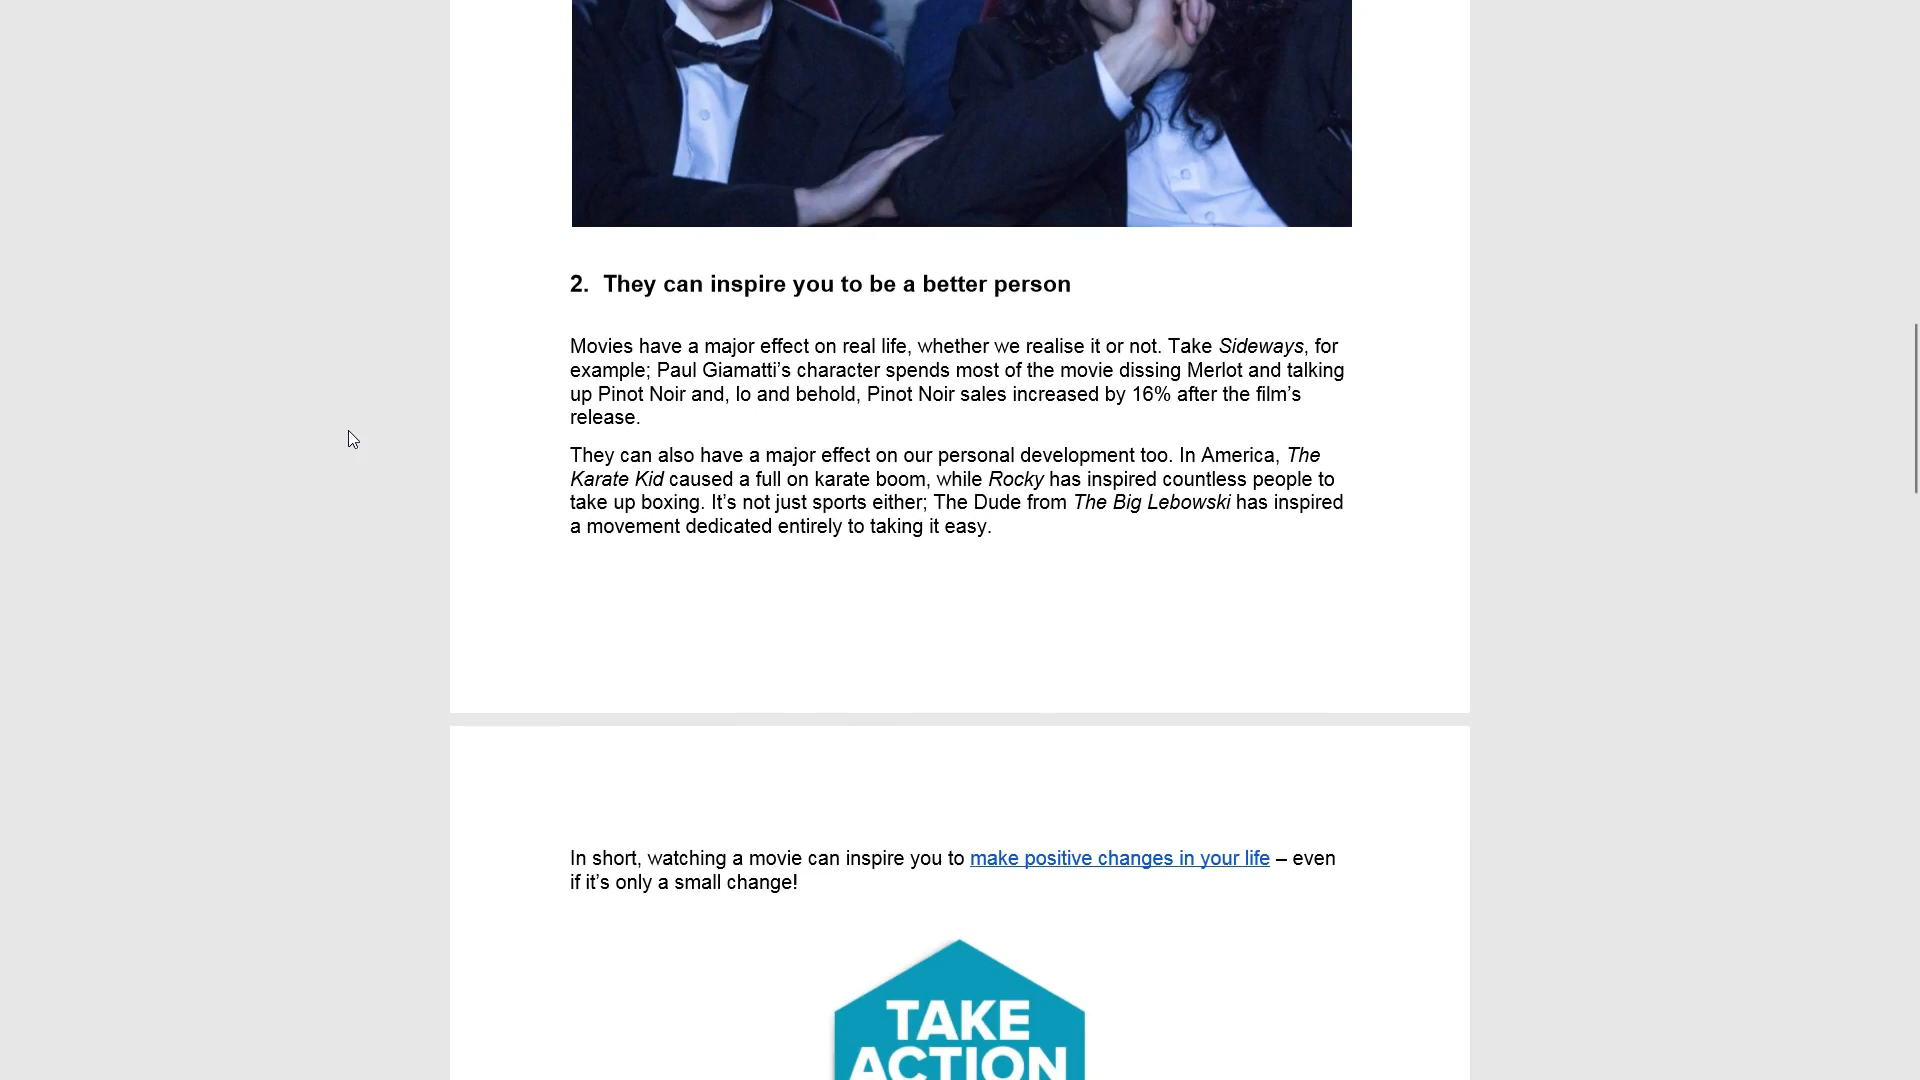 2. They can inspire you to be a better person
Movies have a major effect on real life, whether we realise it or not. Take Sideways, for
example; Paul Giamatti’s character spends most of the movie dissing Merlot and talking
up Pinot Noir and, lo and behold, Pinot Noir sales increased by 16% after the film’s
release.
They can also have a major effect on our personal development too. In America, The
Karate Kid caused a full on karate boom, while Rocky has inspired countless people to
take up boxing. It’s not just sports either; The Dude from The Big Lebowski has inspired
a movement dedicated entirely to taking it easy.
In short, watching a movie can inspire you to make positive changes in your life – even
if it’s only a small change!
TAKE
ACTION